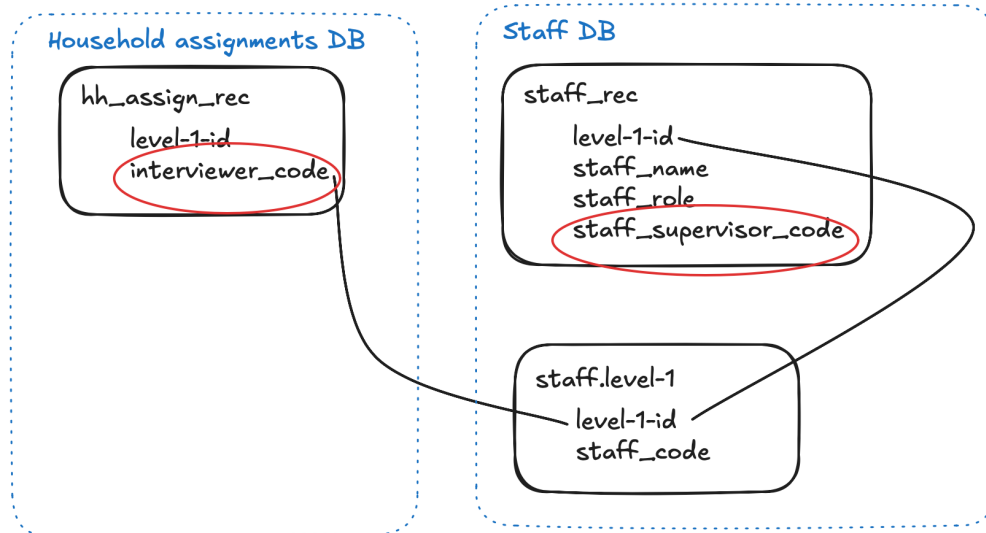 Household assignments DB
hh_assign_rec
level-1-id
interviewer_code
Staff DB
staff_rec
level-1-id
staff_name
staff_role
staff_supervisor_code
staff.level-1
level-1-id
staff_code